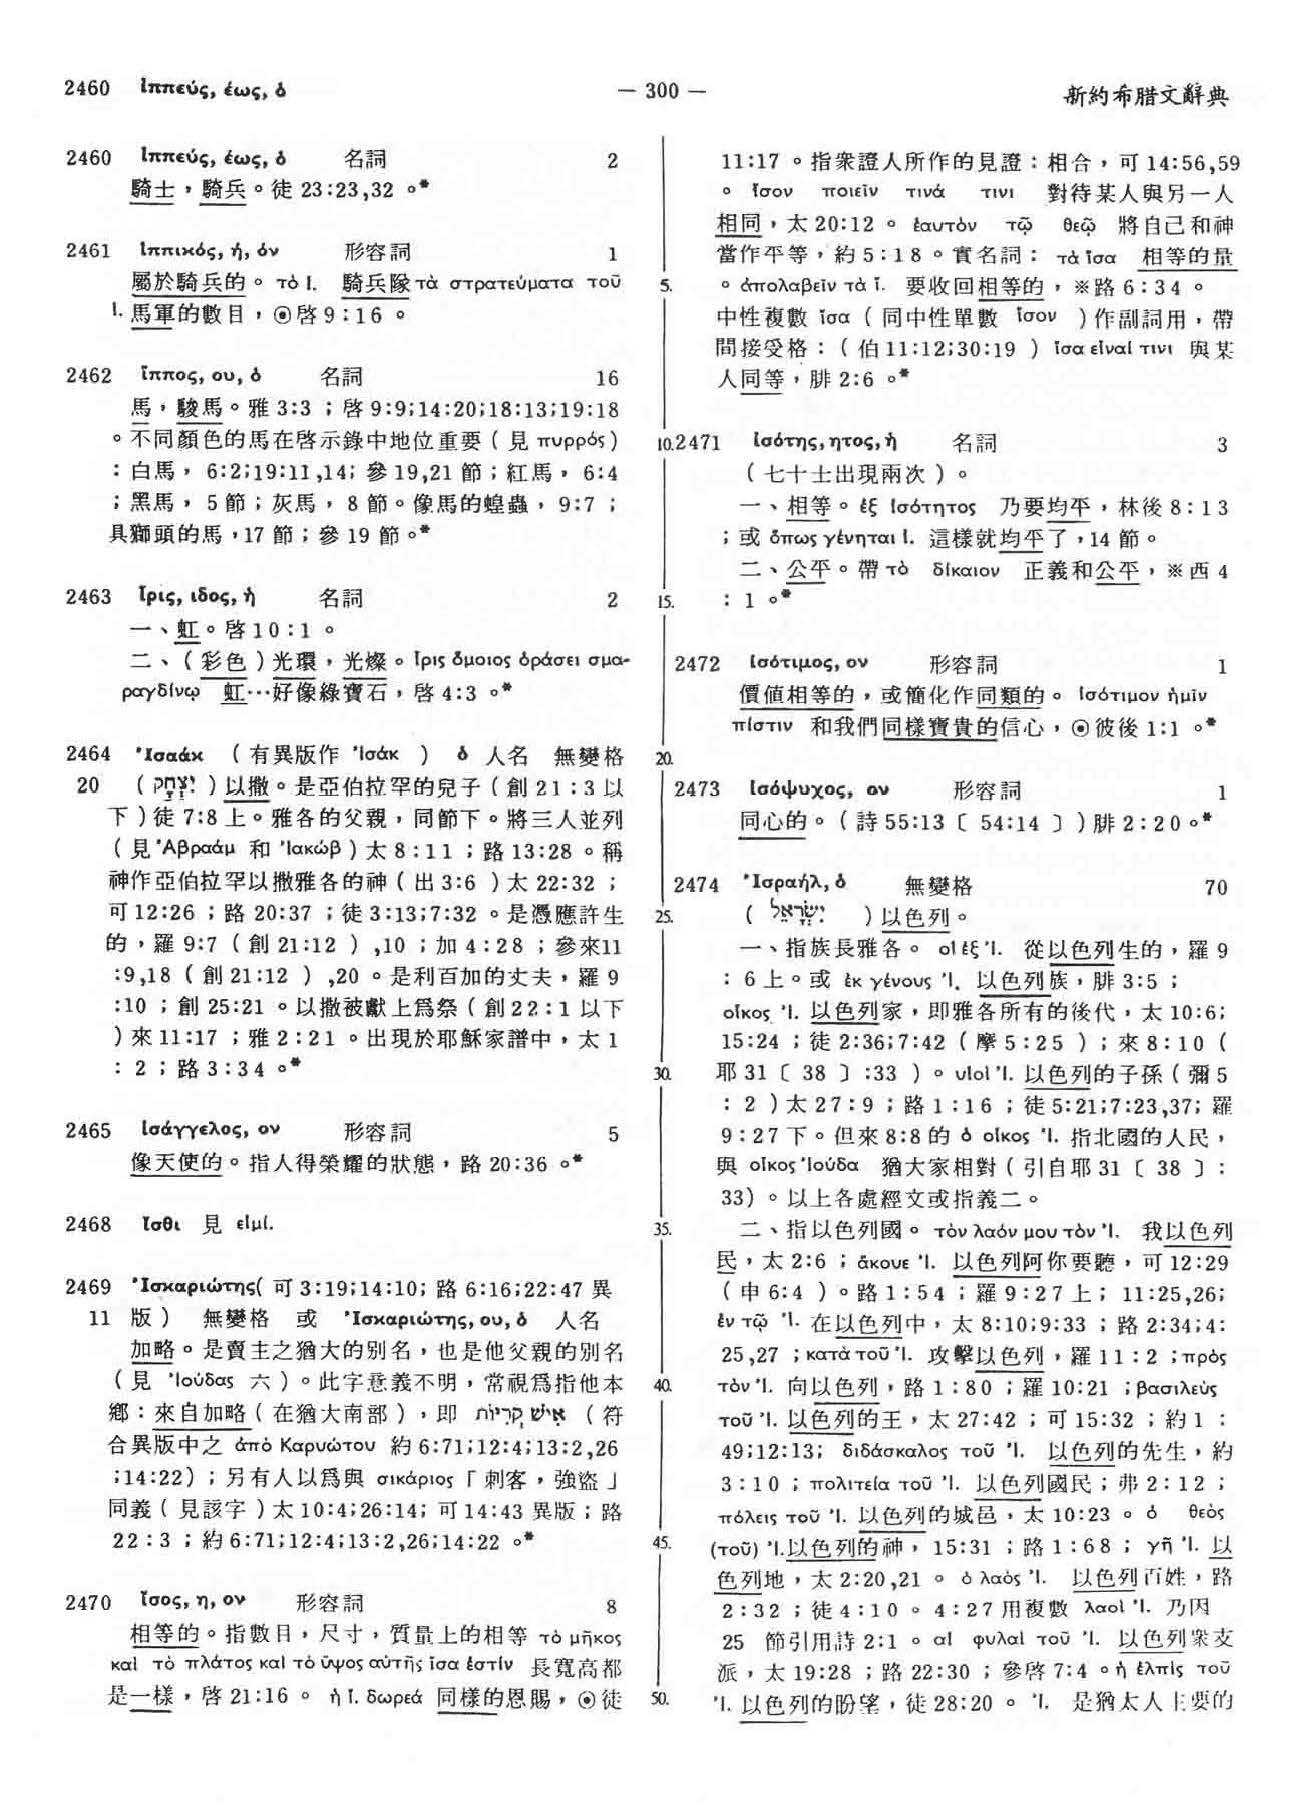 2460 ἱππεύς, έως, ὁ
— 300 —
新約希腊文辭典
2460 ἱππεύς, έως, ὁ 名詞 2
騎士，騎兵。徒 23:23,32 。*
2461 ἱππικός, ή, όν 形容詞 1
屬於騎兵的。τὸ ἱ. 騎兵隊 τὰ στρατεύματα τοῦ
ἱ. 馬軍的數目，⊙啓 9:16 。
2462 ἵππος, ου, ὁ 名詞 16
馬，駿馬。雅 3:3 ；啓 9:9;14:20;18:13;19:18
。不同顏色的馬在啓示錄中地位重要（見 πυρρός）
：白馬， 6:2;19:11,14; 參 19,21 節；紅馬， 6:4
；黑馬， 5 節；灰馬， 8 節。像馬的蝗蟲， 9:7 ；
具獅頭的馬，17 節；參 19 節。*
2463 ἶρις, ιδος, ἡ 名詞 2
一、虹。啓 10:1 。
二、（彩色）光環，光燦。ἶρις ὅμοιος ὁράσει σμα-
ραγδίνῳ 虹…好像綠寶石，啓 4:3 。*
2464 Ἰσαάκ （有異版作 Ἰσάκ ） ὁ 人名 無變格
20 （ יִצְחָק ）以撒。是亞伯拉罕的兒子（創 21：3 以
下）徒 7:8 上。雅各的父親，同節下。將三人並列
（見 Ἀβραάμ 和 Ἰακώβ）太 8:11 ；路 13:28 。稱
神作亞伯拉罕以撒雅各的神（出 3:6 ）太 22:32 ；
可 12:26 ；路 20:37 ；徒 3:13;7:32 。是憑應許生
的，羅 9:7（創 21:12 ）,10 ；加 4：28 ；參來11
:9,18（創 21:12 ）,20 。是利百加的丈夫，羅 9
:10 ；創 25:21 。以撒被獻上爲祭（創 22：1 以下
）來 11:17 ；雅 2：21 。出現於耶穌家譜中，太 1
：2；路 3：34 。*
2465 ἰσάγγελος, ον 形容詞 5
像天使的。指人得榮耀的狀態，路 20:36 。*
2468 ἴσθι 見 εἰμί.
2469 Ἰσκαριώτης( 可 3:19;14:10; 路 6:16;22:47 異
11 版） 無變格 或 Ἰσκαριώτης, ου, ὁ 人名
加略。是賣主之猶大的別名，也是他父親的別名
（見 Ἰούδας 六）。此字意義不明，常視爲指他本
鄉：來自加略（在猶大南部），即 אִישׁ קְרִיּוֹת （符
合異版中之 ἀπὸ Καρυώτου 約 6:71;12:4;13:2,26
;14:22）；另有人以爲與 σικάριος「刺客，強盜」
同義（見該字）太 10:4;26:14; 可 14:43 異版；路
22：3 ；約 6:71;12:4;13:2,26;14:22 。*
2470 ἴσος, η, ον 形容詞 8
相等的。指數目，尺寸，質量上的相等 τὸ μῆκος
καὶ τὸ πλάτος καὶ τὸ ὕψος αὐτῆς ἴσα ἐστίν 長寬高都
是一樣，啓 21:16 。 ἡ ἴ. δωρεά 同樣的恩賜，⊙徒
5.
10.
15.
20.
25.
30.
35.
40.
45.
50.
11:17 。指衆證人所作的見證：相合，可 14:56,59
。 ἴσον ποιεῖν τινά τινι 對待某人與另一人
相同，太 20：12 。 ἑαυτὸν τῷ θεῷ 將自己和神
當作平等，約 5：18 。實名詞： τὰ ἴσα 相等的量
。 ἀπολαβεῖν τὰ ἴ. 要收回相等的，※路 6：34 。
中性複數 ἴσα （同中性單數 ἴσον ）作副詞用，帶
間接受格：（伯 11:12;30:19 ）ἴσα εἶναί τινι 與某
人同等，腓 2:6 。*
2471 ἰσότης, ητος, ἡ 名詞 3
（七十士出現兩次）。
一、相等。ἐξ ἰσότητος 乃要均平，林後 8：13
；或 ὅπως γένηται ἰ. 這樣就均平了，14 節。
二、公平。帶 τὸ δίκαιον 正義和公平，※西 4
：1 。*
2472 ἰσότιμος, ον 形容詞 1
價値相等的，或簡化作同類的。ἰσότιμον ἡμῖν
πίστιν 和我們同樣寶貴的信心，⊙彼後 1:1 。*
2473 ἰσόψυχος, ον 形容詞 1
同心的。（詩 55:13〔 54:14 〕）腓 2：20 。*
2474 Ἰσραήλ, ὁ 無變格 70
（ יִשְׂרָאֵל ）以色列。
一、指族長雅各。 οἱ ἐξ Ἰ. 從以色列生的，羅 9
：6 上。或 ἐκ γένους Ἰ. 以色列族，腓 3:5 ；
οἶκος Ἰ. 以色列家，即雅各所有的後代，太 10:6;
15:24 ；徒 2:36;7:42 （摩 5：25 ）；來 8：10（
耶 31〔 38 〕:33 ）。 υἱοὶ Ἰ. 以色列的子孫（彌 5
：2 ）太 27：9 ；路 1：16 ；徒 5:21;7:23,37; 羅
9：27 下。但來 8:8 的 ὁ οἶκος Ἰ. 指北國的人民，
與 οἶκος Ἰούδα 猶大家相對（引自耶 31〔 38 〕：
33）。以上各處經文或指義二。
二、指以色列國。 τὸν λαόν μου τὸν Ἰ. 我以色列
民，太 2:6 ；ἄκουε Ἰ. 以色列阿你要聽，可 12:29
（申 6:4 ）。路 1：54 ；羅 9：27 上； 11:25,26;
ἐν τῷ Ἰ. 在以色列中，太 8:10;9:33 ；路 2:34;4:
25,27 ；κατὰ τοῦ Ἰ. 攻擊以色列，羅 11：2 ；πρὸς
τὸν Ἰ. 向以色列，路 1：80 ；羅 10:21 ；βασιλεὺς
τοῦ Ἰ. 以色列的王，太 27:42 ；可 15:32 ；約 1：
49;12:13; διδάσκαλος τοῦ Ἰ. 以色列的先生，約
3：10 ；πολιτεία τοῦ Ἰ. 以色列國民；弗 2：12 ；
πόλεις τοῦ Ἰ. 以色列的城邑，太 10:23 。 ὁ θεὸς
(τοῦ) Ἰ.以色列的神，15:31 ；路 1：68 ； γῆ Ἰ. 以
色列地，太 2:20,21 。 ὁ λαὸς Ἰ. 以色列百姓，路
2：32 ；徒 4：10 。 4：27 用複數 λαοὶ Ἰ. 乃因
25 節引用詩 2:1 。 αἱ φυλαὶ τοῦ Ἰ. 以色列衆支
派，太 19:28 ；路 22：30 ；參啓 7:4 。ἡ ἐλπὶς τοῦ
Ἰ. 以色列的盼望，徒 28:20 。 Ἰ. 是猶太人主要的